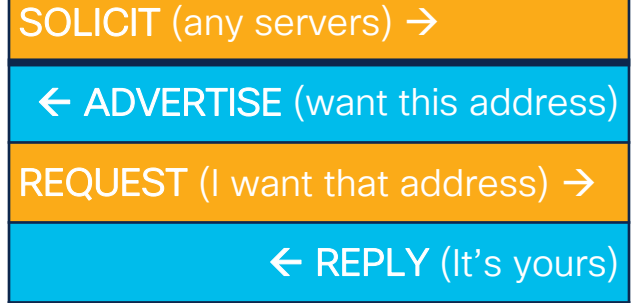 SOLICIT (any servers) →
← ADVERTISE (want this address)
REQUEST (I want that address) →
← REPLY (It's yours)